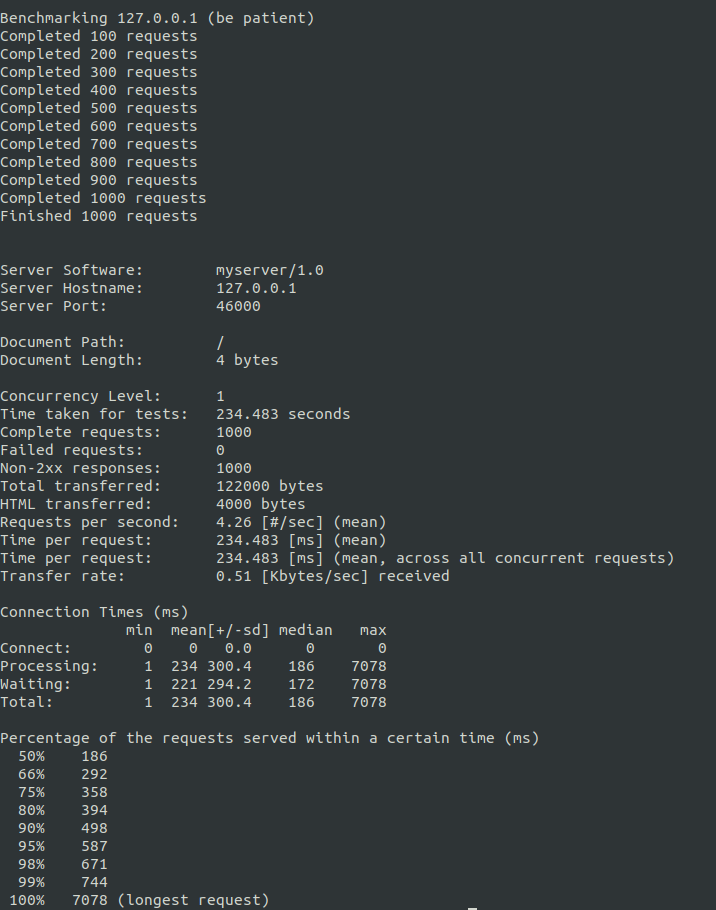 Benchmarking 127.0.0.1 (be patient)
Completed 100 requests
Completed 200 requests
Completed 300 requests
Completed 400 requests
Completed 500 requests
Completed 600 requests
Completed 700 requests
Completed 800 requests
Completed 900 requests
Completed 1000 requests
Finished 1000 requests
Server Software: myserver/1.0
Server Hostname: 127.0.0.1
Server Port: 46000
Document Path: /
Document Length: 4 bytes
Concurrency Level: 1
Time taken for tests: 234.483 seconds
Complete requests: 1000
Failed requests: 0
Non-2xx responses: 1000
Total transferred: 122000 bytes
HTML transferred: 4000 bytes
Requests per second: 4.26 [#/sec] (mean)
Time per request: 234.483 [ms] (mean)
Time per request: 234.483 [ms] (mean, across all concurrent requests)
Transfer rate: 0.51 [Kbytes/sec] received
Connection Times (ms)
min mean[+/-sd] median max
Connect: 0 0 0.0 0 0
Processing: 1 234 300.4 186 7078
Waiting: 1 221 294.2 172 7078
Total: 1 234 300.4 186 7078
Percentage of the requests served within a certain time (ms)
50% 186
66% 292
75% 358
80% 394
90% 498
95% 587
98% 671
99% 744
100% 7078 (longest request)